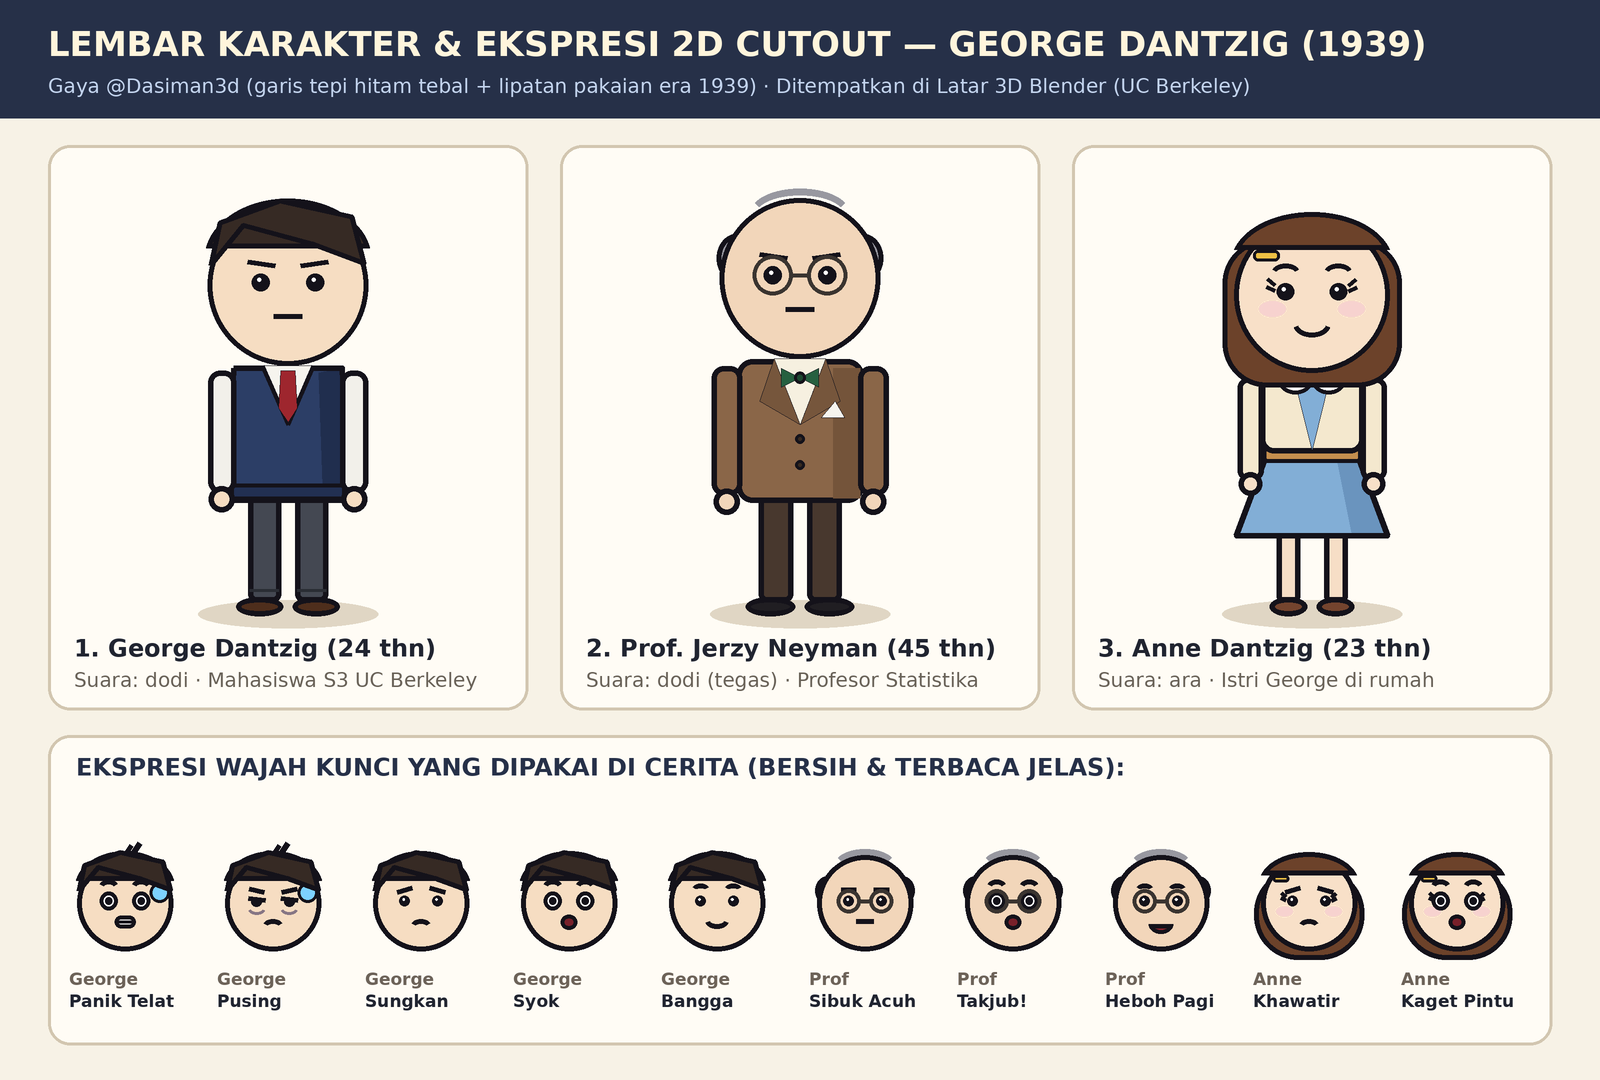 LEMBAR KARAKTER & EKSPRESI 2D CUTOUT — GEORGE DANTZIG (1939)
Gaya @Dasiman3d (garis tepi hitam tebal + lipatan pakaian era 1939) · Ditempatkan di Latar 3D Blender (UC Berkeley)
1. George Dantzig (24 thn)
Suara: dodi · Mahasiswa S3 UC Berkeley
2. Prof. Jerzy Neyman (45 thn)
Suara: dodi (tegas) · Profesor Statistika
3. Anne Dantzig (23 thn)
Suara: ara · Istri George di rumah
EKSPRESI WAJAH KUNCI YANG DIPAKAI DI CERITA (BERSIH & TERBACA JELAS):
George
Panik Telat
George
Pusing
George
Sungkan
George
Syok
George
Bangga
Prof
Sibuk Acuh
Prof
Takjub!
Prof
Heboh Pagi
Anne
Khawatir
Anne
Kaget Pintu